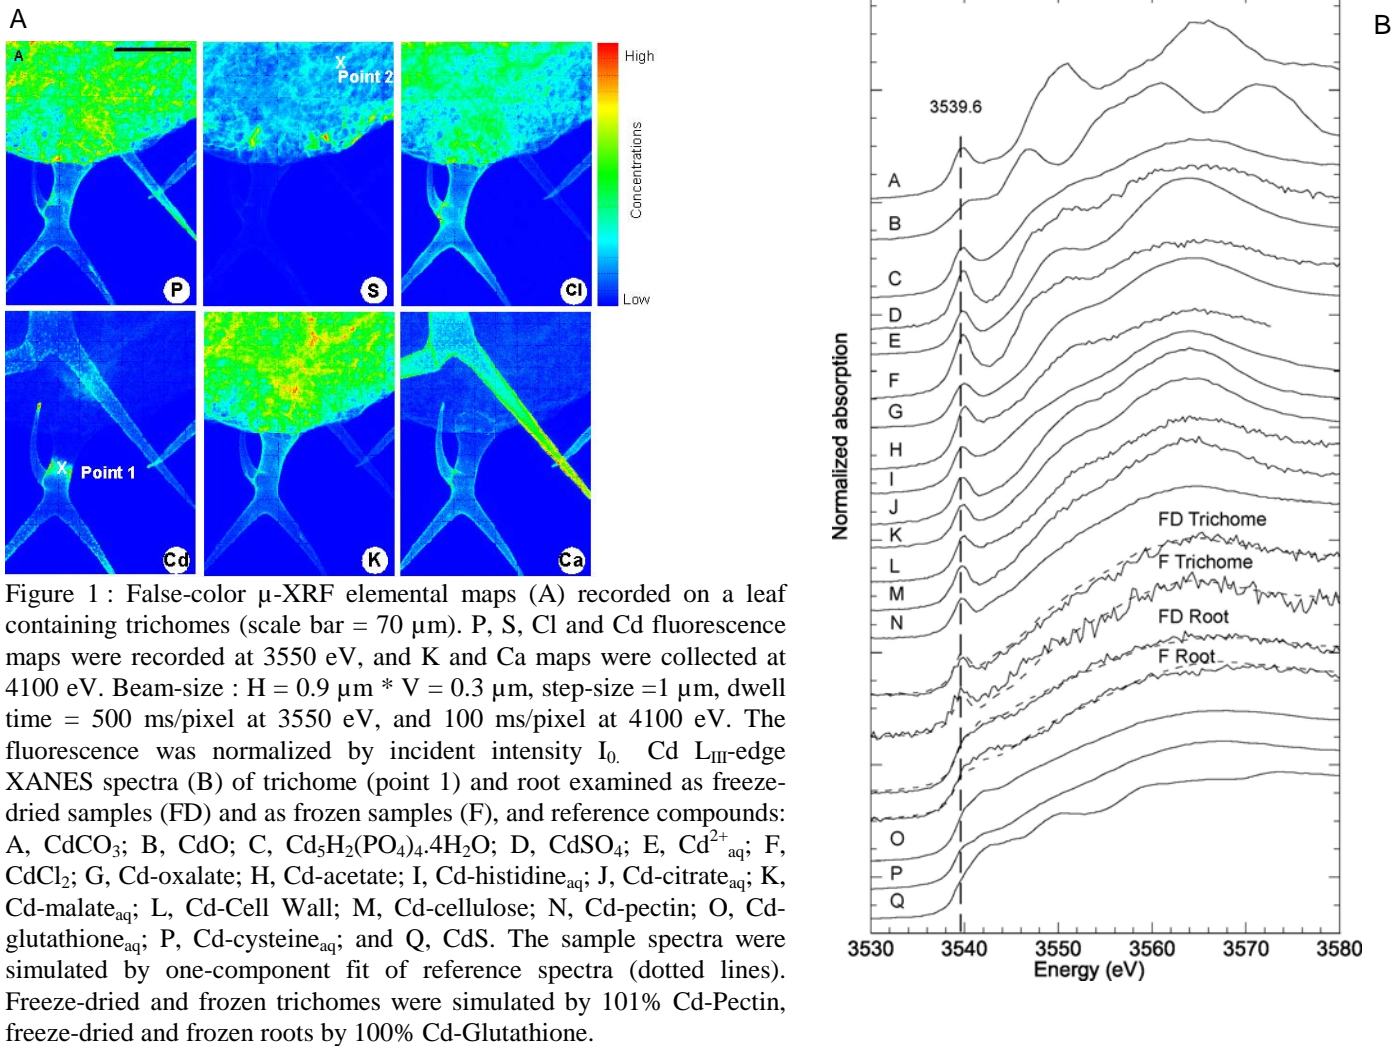 A
B
A
X
Point 2
High
Concentrations
Low
P
S
Cl
X
Point 1
Cd
K
Ca
3539.6
Normalized absorption
A
B
C
D
E
F
G
H
I
J
K
L
M
N
FD Trichome
F Trichome
FD Root
F Root
O
P
Q
3530
3540
3550
3560
3570
3580
Energy (eV)
Figure 1 : False-color µ-XRF elemental maps (A) recorded on a leaf
containing trichomes (scale bar = 70 µm). P, S, Cl and Cd fluorescence
maps were recorded at 3550 eV, and K and Ca maps were collected at
4100 eV. Beam-size : H = 0.9 µm * V = 0.3 µm, step-size =1 µm, dwell
time = 500 ms/pixel at 3550 eV, and 100 ms/pixel at 4100 eV. The
fluorescence was normalized by incident intensity I0. Cd LIII-edge
XANES spectra (B) of trichome (point 1) and root examined as freeze-
dried samples (FD) and as frozen samples (F), and reference compounds:
A, CdCO3; B, CdO; C, Cd5H2(PO4)4.4H2O; D, CdSO4; E, Cd2+aq; F,
CdCl2; G, Cd-oxalate; H, Cd-acetate; I, Cd-histidineaq; J, Cd-citrateaq; K,
Cd-malateaq; L, Cd-Cell Wall; M, Cd-cellulose; N, Cd-pectin; O, Cd-
glutathioneaq; P, Cd-cysteineaq; and Q, CdS. The sample spectra were
simulated by one-component fit of reference spectra (dotted lines).
Freeze-dried and frozen trichomes were simulated by 101% Cd-Pectin,
freeze-dried and frozen roots by 100% Cd-Glutathione.